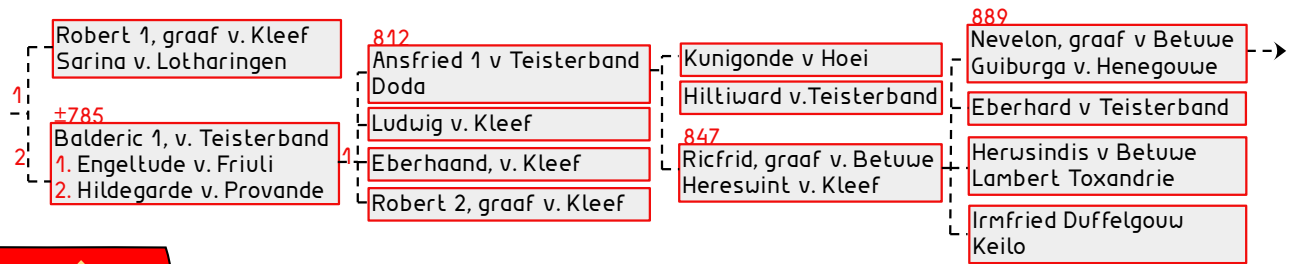 1
2
Robert 1, graaf v. Kleef
Sarina v. Lotharingen
±785
Balderic 1, v. Teisterband
1. Engeltude v. Friuli
2. Hildegarde v. Provande
1
812
Ansfried 1 v Teisterband
Doda
Ludwig v. Kleef
Eberhaand, v. Kleef
Robert 2, graaf v. Kleef
Kunigonde v Hoei
Hiltiward v.Teisterband
847
Ricfrid, graaf v. Betuwe
Hereswint v. Kleef
889
Nevelon, graaf v Betuwe
Guiburga v. Henegouwe
Eberhard v Teisterband
Herwsindis v Betuwe
Lambert Toxandrie
Irmfried Duffelgouw
Keilo